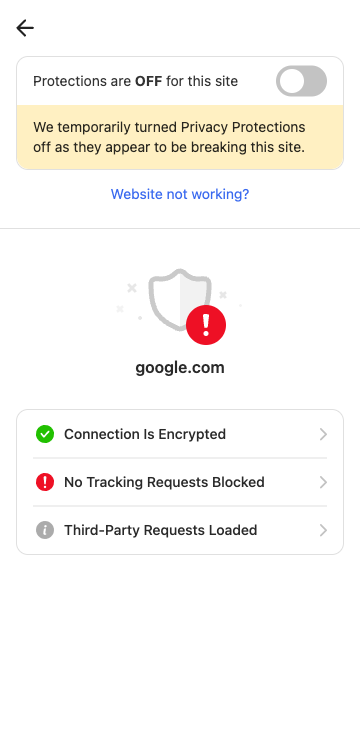 Protections are OFF for this site
We temporarily turned Privacy Protections
off as they appear to be breaking this site.
Website not working?
google.com
Connection Is Encrypted
No Tracking Requests Blocked
Third-Party Requests Loaded